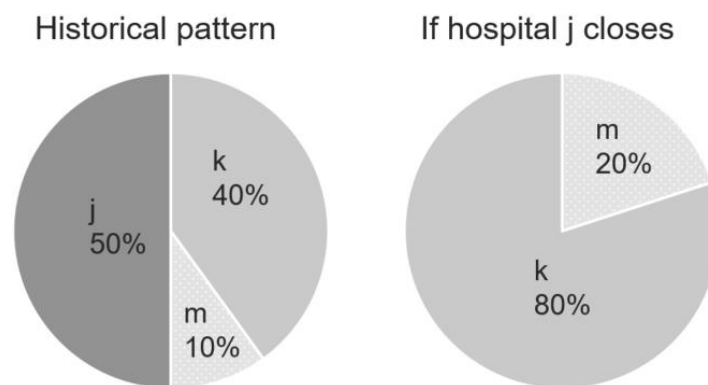 Historical pattern
j
50%
k
40%
m
10%
If hospital j closes
m
20%
k
80%